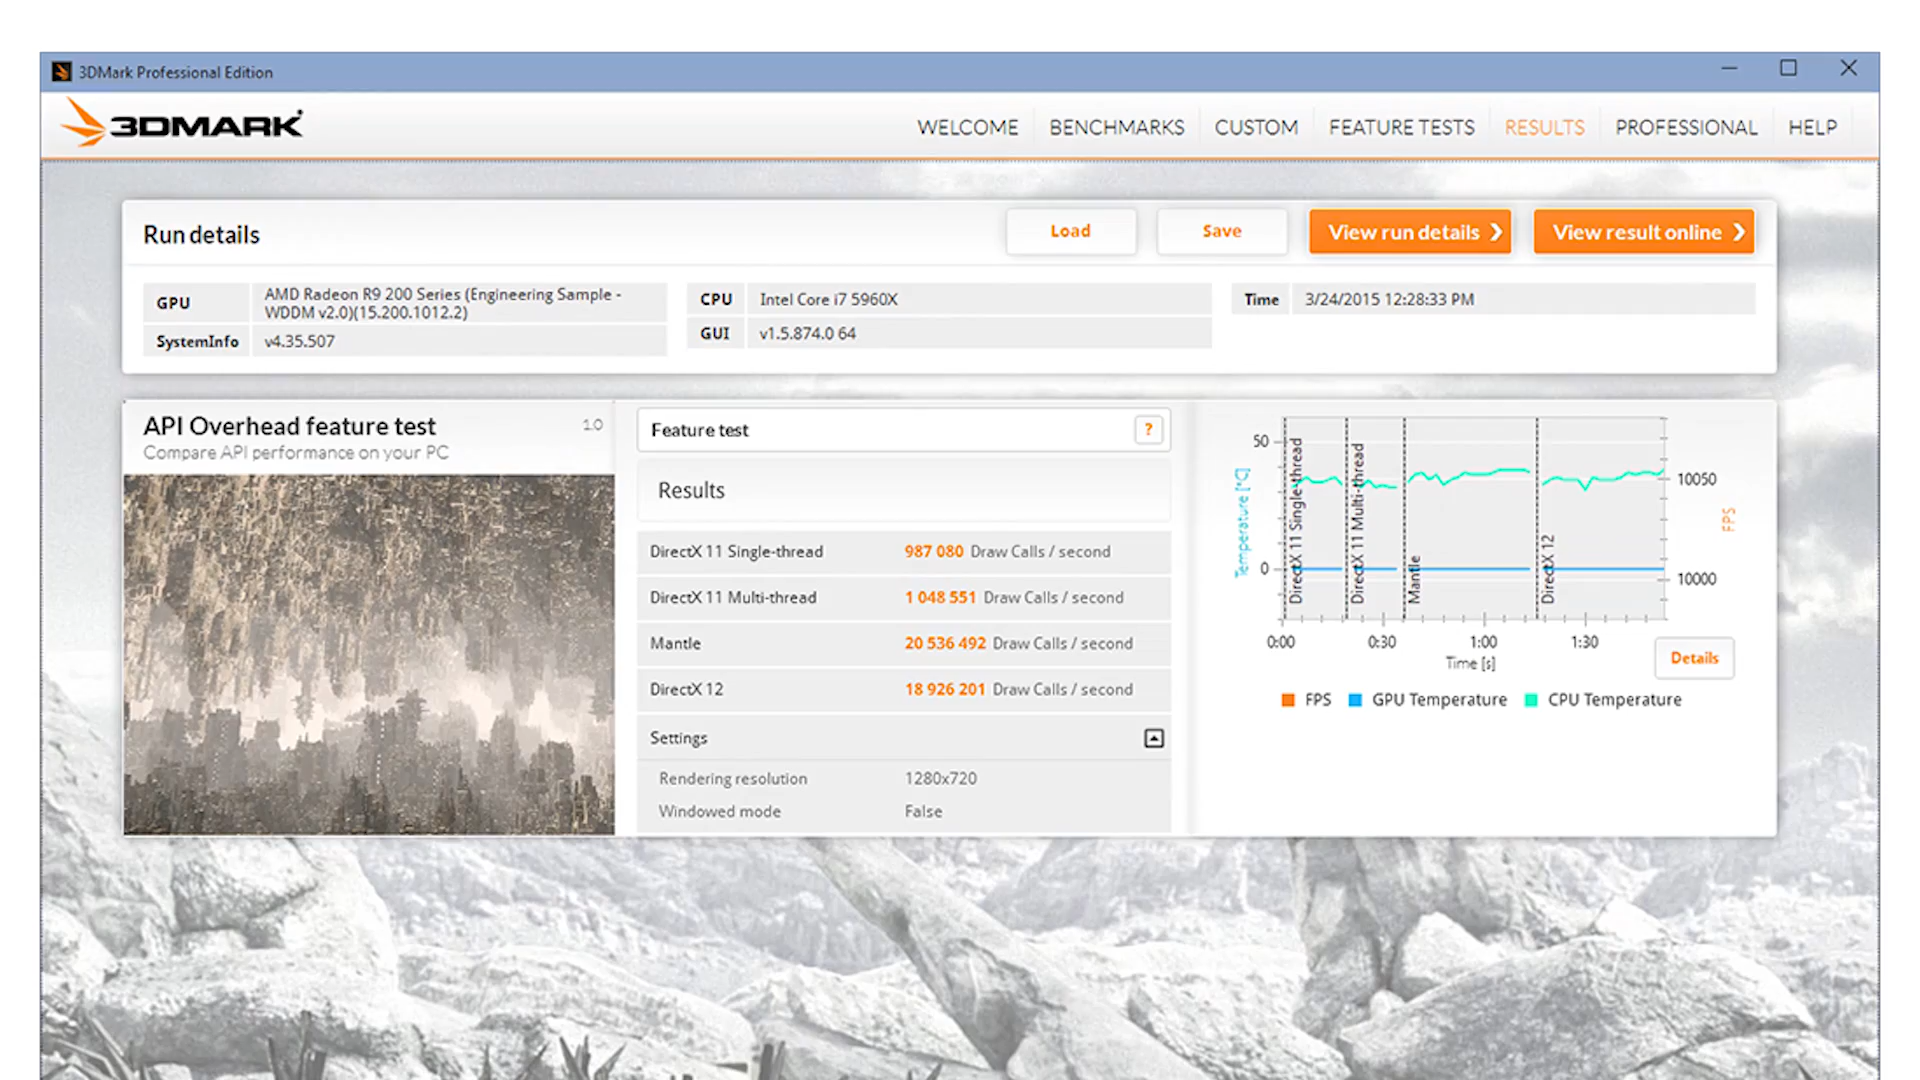 3DMark Professional Edition
3DMARK
WELCOME BENCHMARKS CUSTOM FEATURE TESTS RESULTS PROFESSIONAL HELP
Run details
Load Save View run details View result online
GPU AMD Radeon R9 200 Series (Engineering Sample -
WDDM v2.0)(15.200.1012.2)
SystemInfo v4.35.507
CPU Intel Core i7 5960X
GUI v1.5.874.0 64
Time 3/24/2015 12:28:33 PM
API Overhead feature test 1.0
Compare API performance on your PC
Feature test ?
Results
DirectX 11 Single-thread 987 080 Draw Calls / second
DirectX 11 Multi-thread 1 048 551 Draw Calls / second
Mantle 20 536 492 Draw Calls / second
DirectX 12 18 926 201 Draw Calls / second
Settings
Rendering resolution 1280x720
Windowed mode False
Temperature [°C]
50
0
DirectX 11 Single-thread
DirectX 11 Multi-thread
Mantle
DirectX 12
10050
10000
FPS
0:00 0:30 1:00 1:30
Time [s]
Details
FPS GPU Temperature CPU Temperature